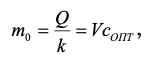 m₀ = Q/k = Vc_ОПТ,